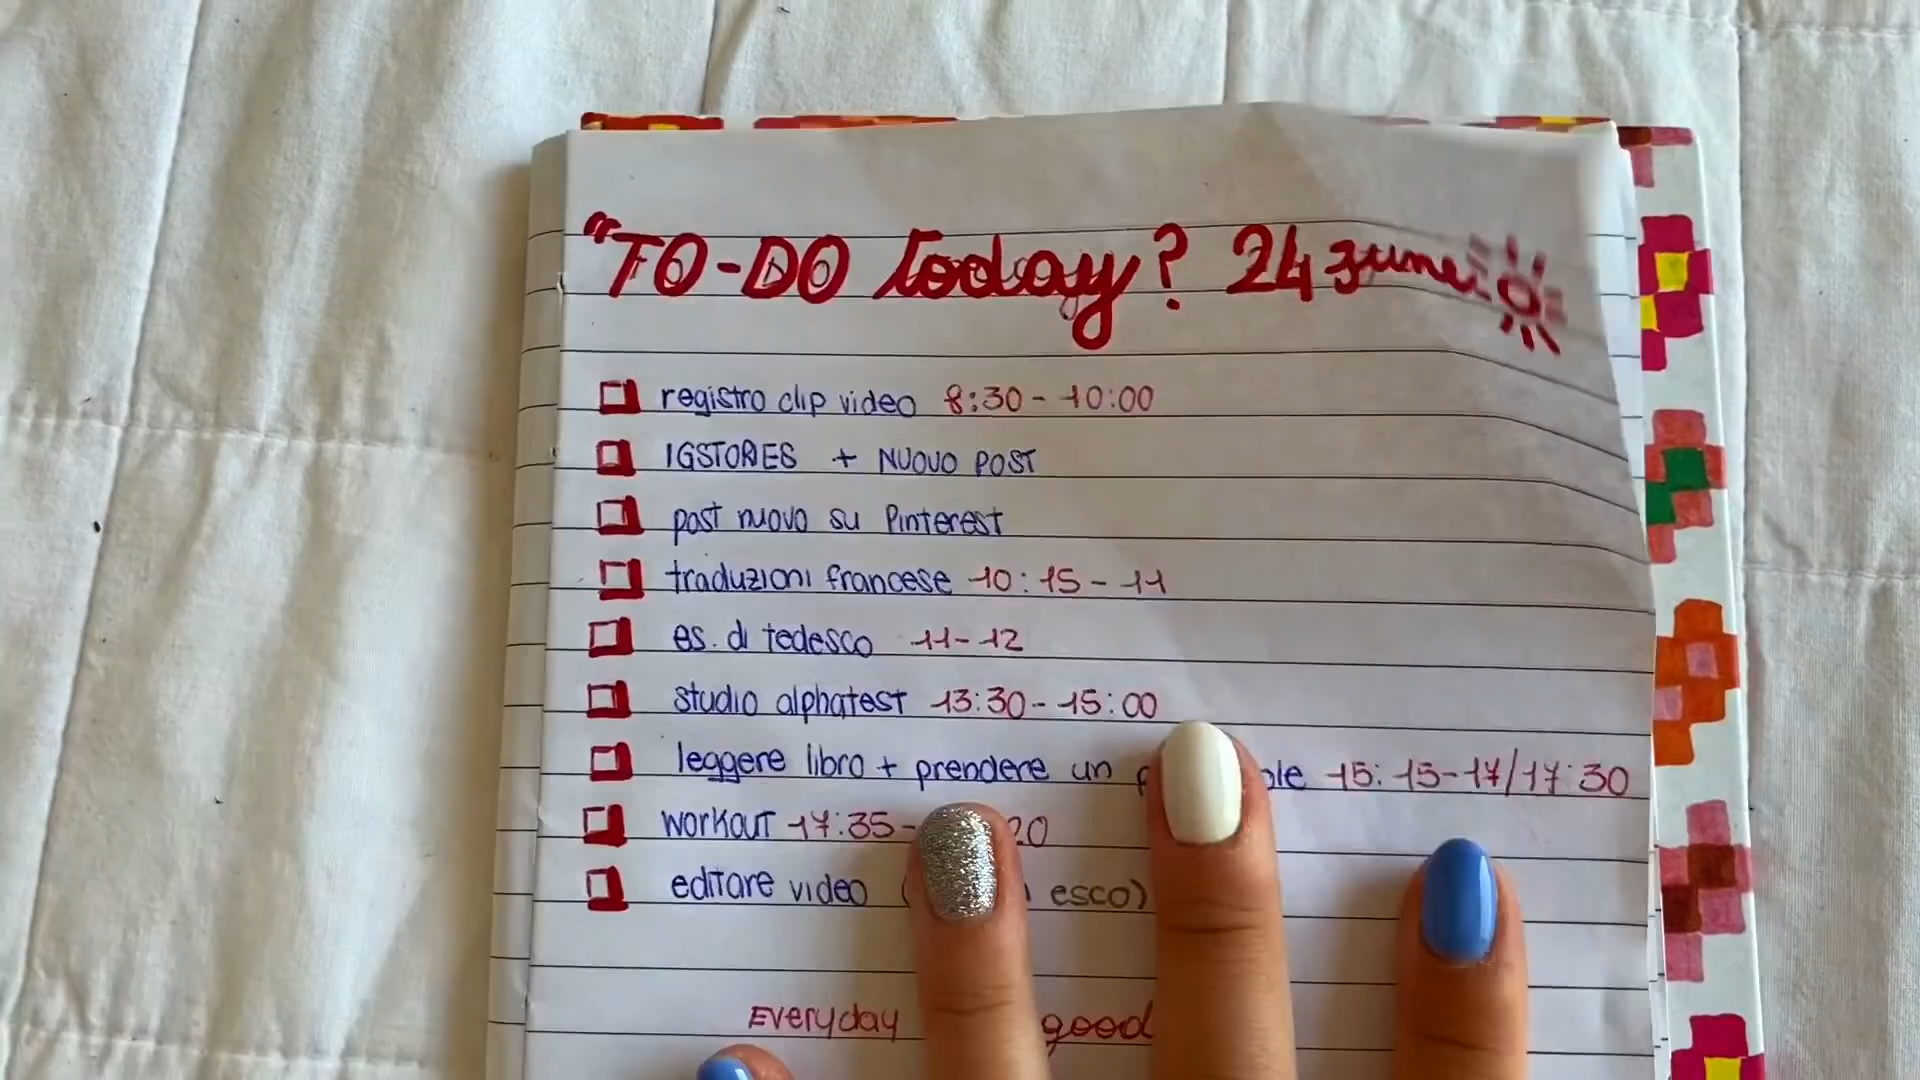 "TO-DO today? 24 june:
registro clip video 8:30 - 10:00
IGSTORIES + NUOVO POST
post nuovo su Pinterest
traduzioni francese 10:15 - 11
es. di tedesco 11 - 12
studio alphatest 13:30 - 15:00
leggere libro + prendere un 15:15 - 17/17:30
workout 17:35 - 20
editare video ( esco)
Everyday good